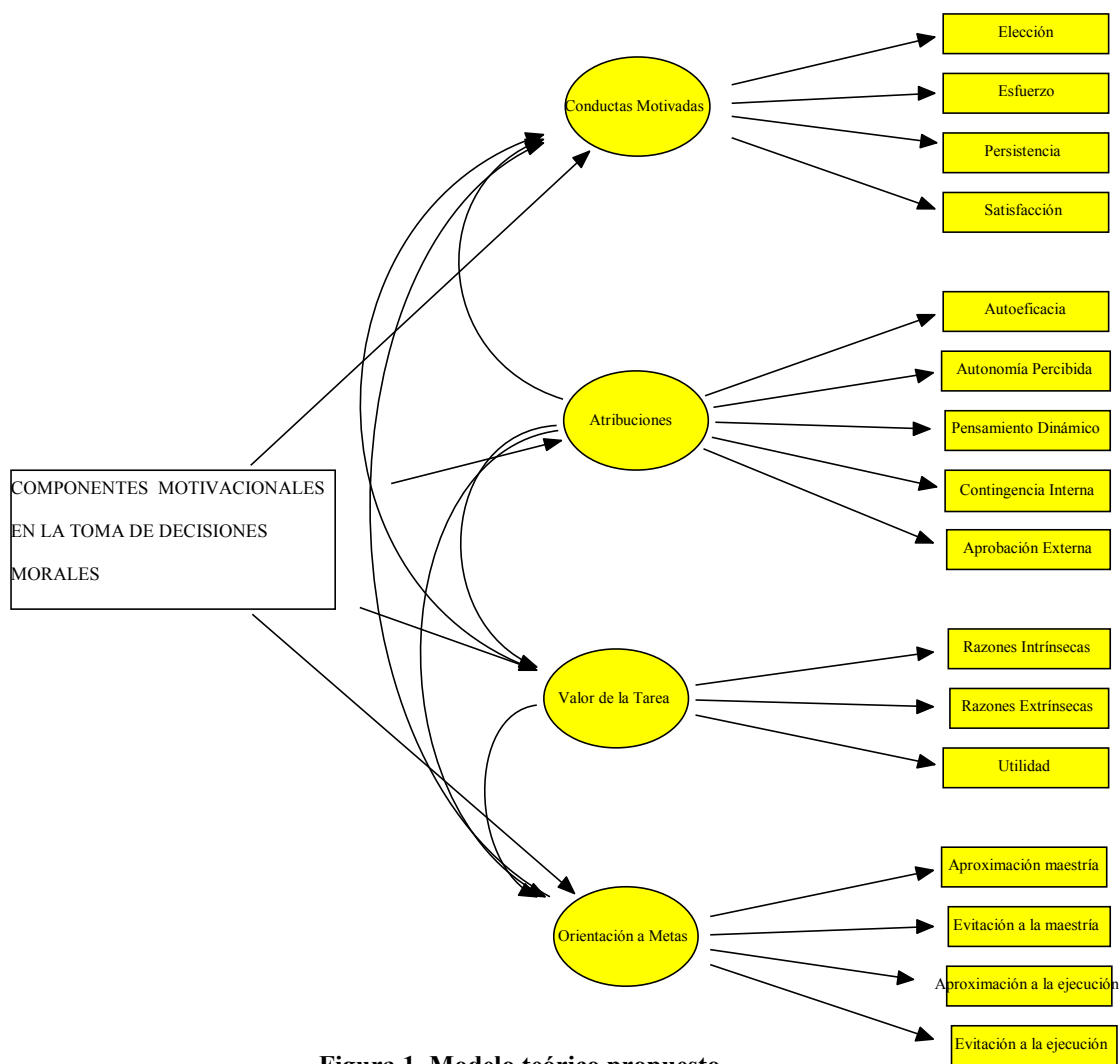 Elección
Conductas Motivadas
Esfuerzo
Persistencia
Satisfacción
Autoeficacia
Autonomía Percibida
Atribuciones
Pensamiento Dinámico
Contingencia Interna
Aprobación Externa
COMPONENTES MOTIVACIONALES
EN LA TOMA DE DECISIONES
MORALES
Razones Intrínsecas
Valor de la Tarea
Razones Extrínsecas
Utilidad
Aproximación maestría
Evitación a la maestría
Orientación a Metas
Aproximación a la ejecución
Evitación a la ejecución
Figura 1. Modelo teórico propuesto